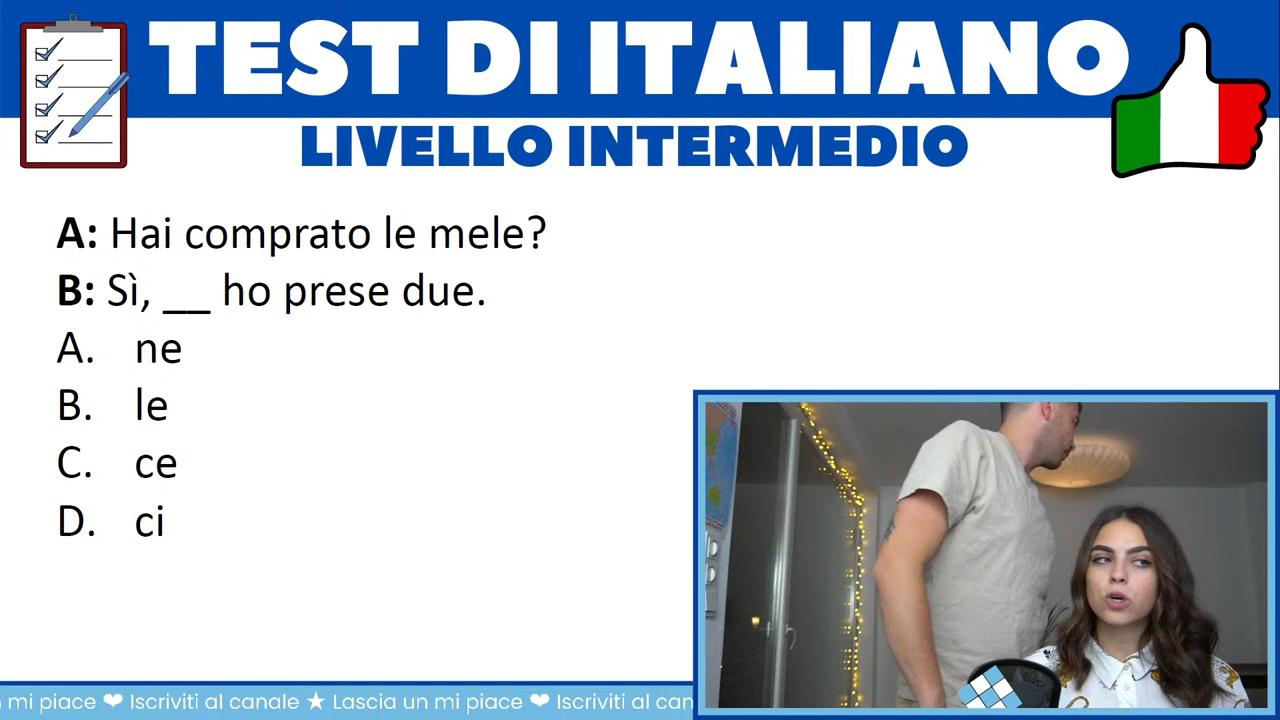 TEST DI ITALIANO
LIVELLO INTERMEDIO
A: Hai comprato le mele?
B: Sì, __ ho prese due.
A. ne
B. le
C. ce
D. ci
mi piace ❤ Iscriviti al canale ★ Lascia un mi piace ❤ Iscriviti al can